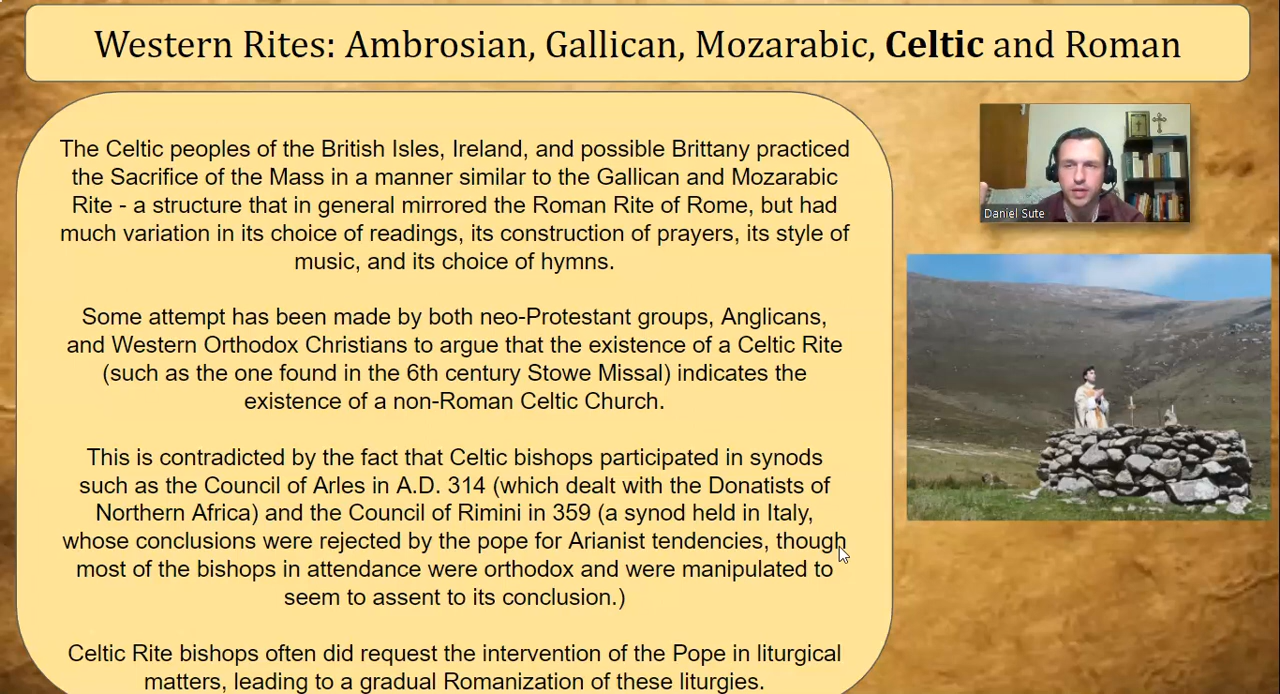 Western Rites: Ambrosian, Gallican, Mozarabic, Celtic and Roman
The Celtic peoples of the British Isles, Ireland, and possible Brittany practiced
the Sacrifice of the Mass in a manner similar to the Gallican and Mozarabic
Rite - a structure that in general mirrored the Roman Rite of Rome, but had
much variation in its choice of readings, its construction of prayers, its style of
music, and its choice of hymns.
Some attempt has been made by both neo-Protestant groups, Anglicans,
and Western Orthodox Christians to argue that the existence of a Celtic Rite
(such as the one found in the 6th century Stowe Missal) indicates the
existence of a non-Roman Celtic Church.
This is contradicted by the fact that Celtic bishops participated in synods
such as the Council of Arles in A.D. 314 (which dealt with the Donatists of
Northern Africa) and the Council of Rimini in 359 (a synod held in Italy,
whose conclusions were rejected by the pope for Arianist tendencies, though
most of the bishops in attendance were orthodox and were manipulated to
seem to assent to its conclusion.)
Celtic Rite bishops often did request the intervention of the Pope in liturgical
matters, leading to a gradual Romanization of these liturgies.
Daniel Sute